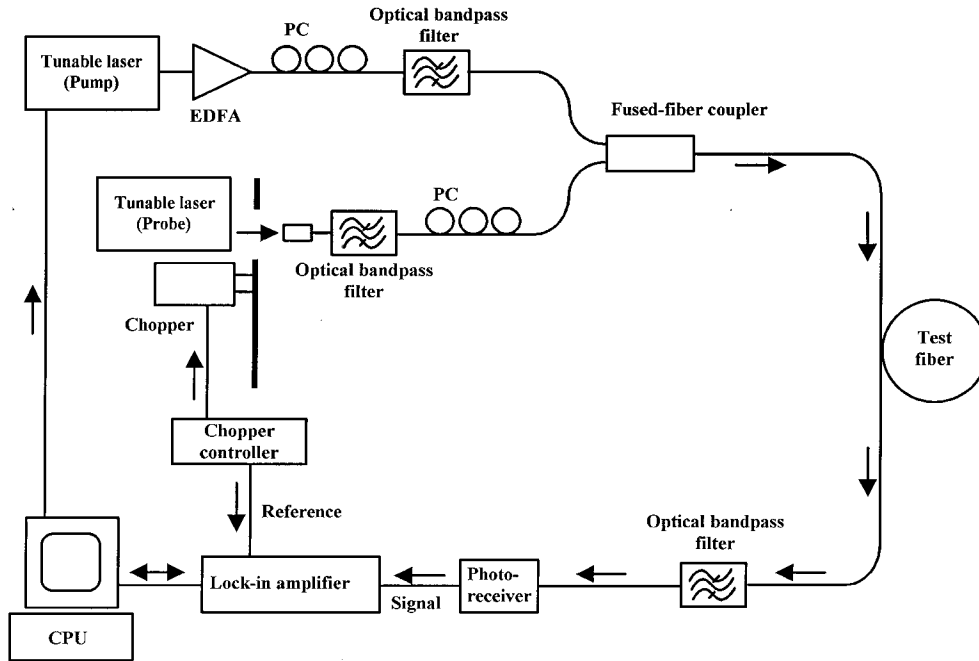 Tunable laser
(Pump)
EDFA
PC
Optical bandpass
filter
Fused-fiber coupler
Tunable laser
(Probe)
Optical bandpass
filter
PC
Chopper
Test
fiber
Chopper
controller
Reference
Optical bandpass
filter
Lock-in amplifier
Signal
Photo-
receiver
CPU